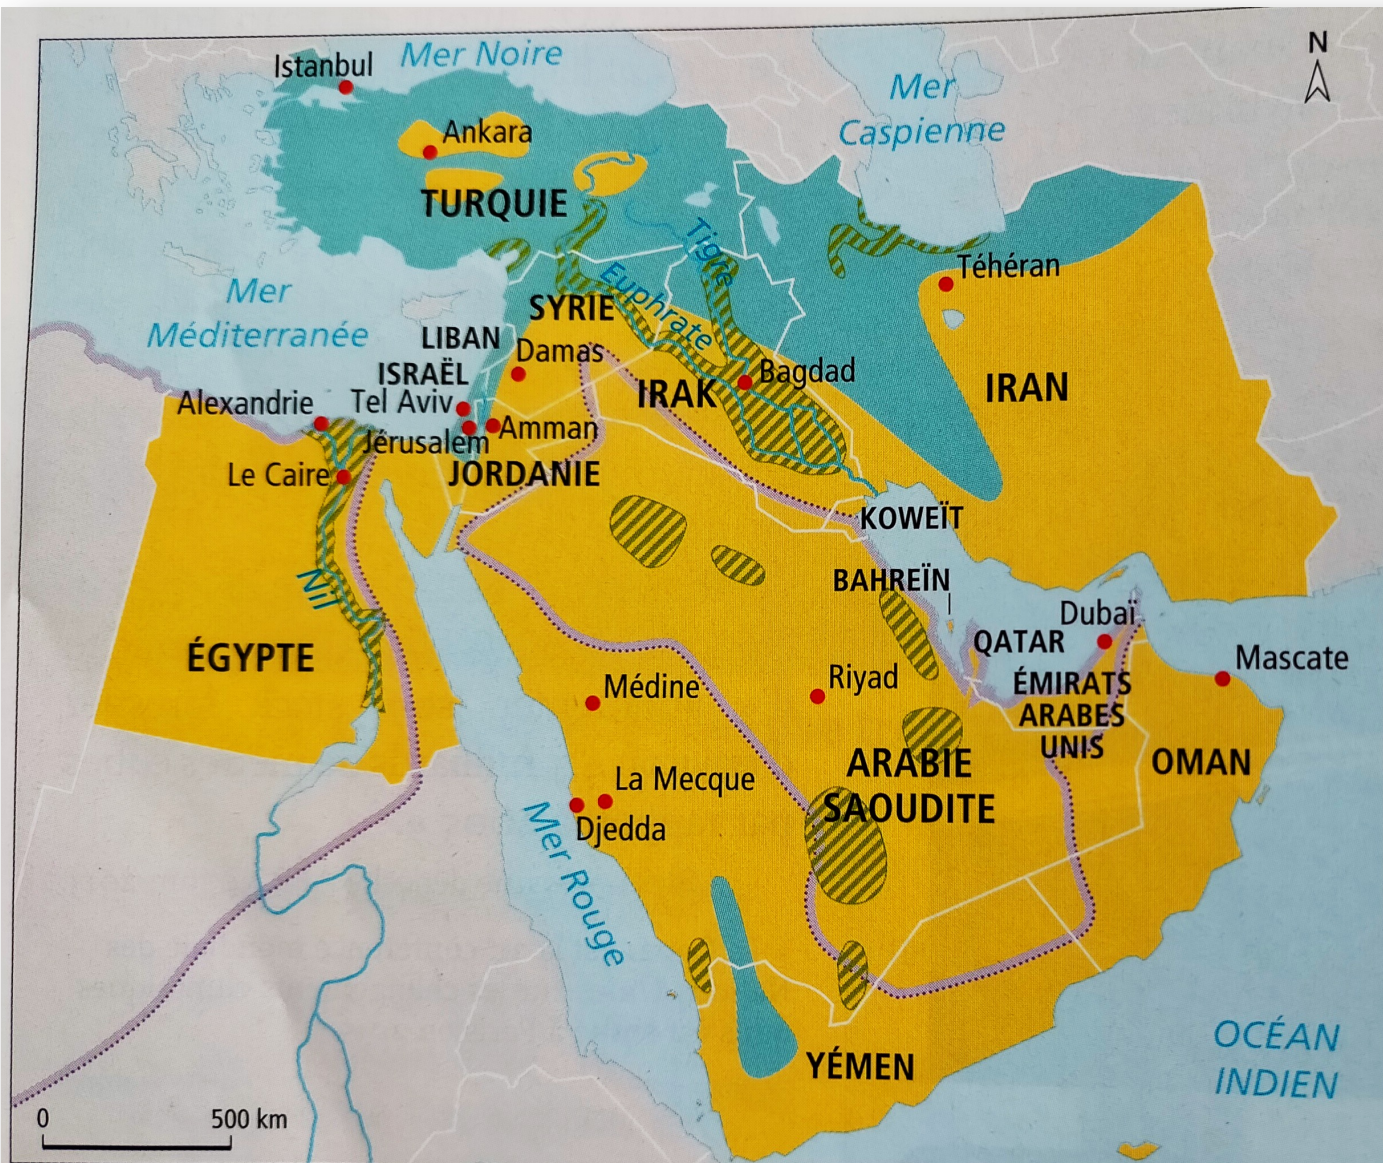 N
Istanbul
Mer Noire
Mer
Caspienne
Ankara
TURQUIE
Tigre
Téhéran
Euphrate
Mer
Méditerranée
SYRIE
LIBAN
Damas
ISRAËL
Bagdad
IRAK
IRAN
Alexandrie
Tel Aviv
Amman
Jérusalem
Le Caire
JORDANIE
KOWEÏT
Nil
BAHREÏN
Dubaï
QATAR
Mascate
ÉGYPTE
Médine
Riyad
ÉMIRATS
ARABES
UNIS
ARABIE
SAOUDITE
OMAN
La Mecque
Djedda
Mer Rouge
YÉMEN
OCÉAN
INDIEN
0 500 km